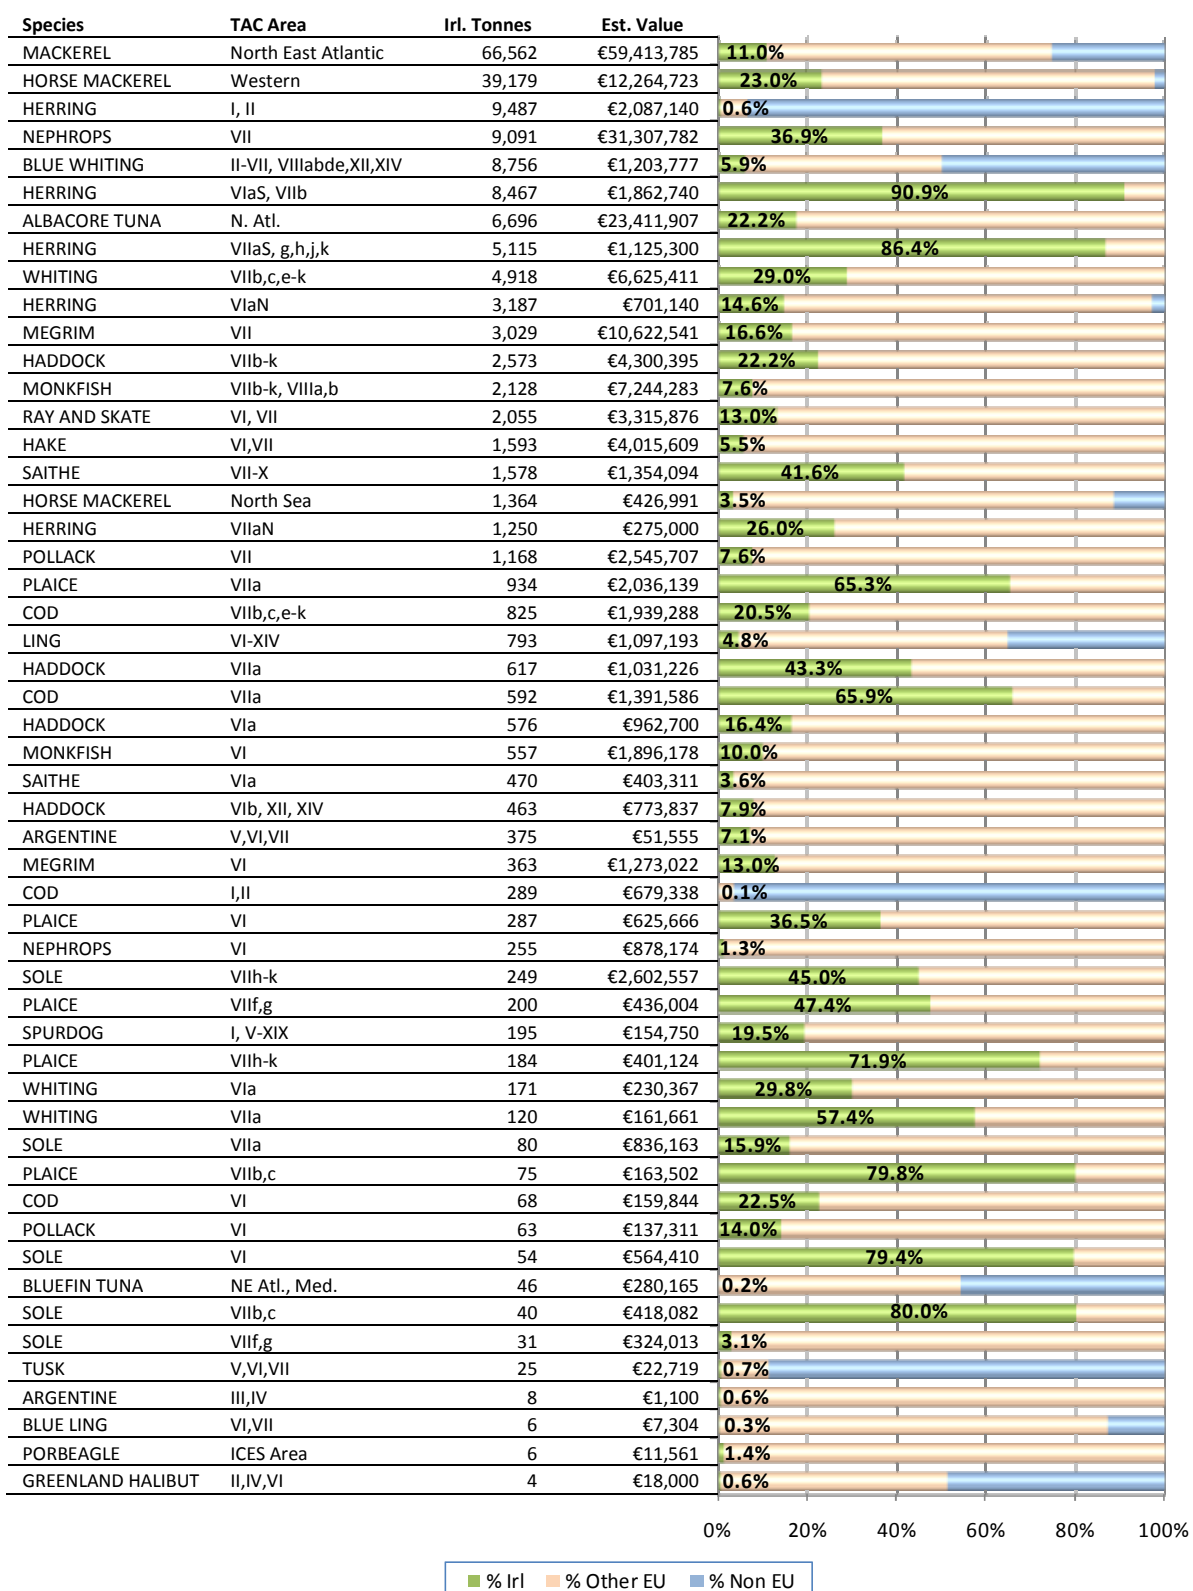 Species TAC Area Irl. Tonnes Est. Value
MACKEREL North East Atlantic 66,562 €59,413,785 11.0%
HORSE MACKEREL Western 39,179 €12,264,723 23.0%
HERRING I, II 9,487 €2,087,140 0.6%
NEPHROPS VII 9,091 €31,307,782 36.9%
BLUE WHITING II-VII, VIIIabde,XII,XIV 8,756 €1,203,777 5.9%
HERRING VIaS, VIIb 8,467 €1,862,740 90.9%
ALBACORE TUNA N. Atl. 6,696 €23,411,907 22.2%
HERRING VIIaS, g,h,j,k 5,115 €1,125,300 86.4%
WHITING VIIb,c,e-k 4,918 €6,625,411 29.0%
HERRING VIaN 3,187 €701,140 14.6%
MEGRIM VII 3,029 €10,622,541 16.6%
HADDOCK VIIb-k 2,573 €4,300,395 22.2%
MONKFISH VIIb-k, VIIIa,b 2,128 €7,244,283 7.6%
RAY AND SKATE VI, VII 2,055 €3,315,876 13.0%
HAKE VI,VII 1,593 €4,015,609 5.5%
SAITHE VII-X 1,578 €1,354,094 41.6%
HORSE MACKEREL North Sea 1,364 €426,991 3.5%
HERRING VIIaN 1,250 €275,000 26.0%
POLLACK VII 1,168 €2,545,707 7.6%
PLAICE VIIa 934 €2,036,139 65.3%
COD VIIb,c,e-k 825 €1,939,288 20.5%
LING VI-XIV 793 €1,097,193 4.8%
HADDOCK VIIa 617 €1,031,226 43.3%
COD VIIa 592 €1,391,586 65.9%
HADDOCK VIa 576 €962,700 16.4%
MONKFISH VI 557 €1,896,178 10.0%
SAITHE VIa 470 €403,311 3.6%
HADDOCK VIb, XII, XIV 463 €773,837 7.9%
ARGENTINE V,VI,VII 375 €51,555 7.1%
MEGRIM VI 363 €1,273,022 13.0%
COD I,II 289 €679,338 0.1%
PLAICE VI 287 €625,666 36.5%
NEPHROPS VI 255 €878,174 1.3%
SOLE VIIh-k 249 €2,602,557 45.0%
PLAICE VIIf,g 200 €436,004 47.4%
SPURDOG I, V-XIX 195 €154,750 19.5%
PLAICE VIIh-k 184 €401,124 71.9%
WHITING VIa 171 €230,367 29.8%
WHITING VIIa 120 €161,661 57.4%
SOLE VIIa 80 €836,163 15.9%
PLAICE VIIb,c 75 €163,502 79.8%
COD VI 68 €159,844 22.5%
POLLACK VI 63 €137,311 14.0%
SOLE VI 54 €564,410 79.4%
BLUEFIN TUNA NE Atl., Med. 46 €280,165 0.2%
SOLE VIIb,c 40 €418,082 80.0%
SOLE VIIf,g 31 €324,013 3.1%
TUSK V,VI,VII 25 €22,719 0.7%
ARGENTINE III,IV 8 €1,100 0.6%
BLUE LING VI,VII 6 €7,304 0.3%
PORBEAGLE ICES Area 6 €11,561 1.4%
GREENLAND HALIBUT II,IV,VI 4 €18,000 0.6%
0% 20% 40% 60% 80% 100%
% Irl % Other EU % Non EU